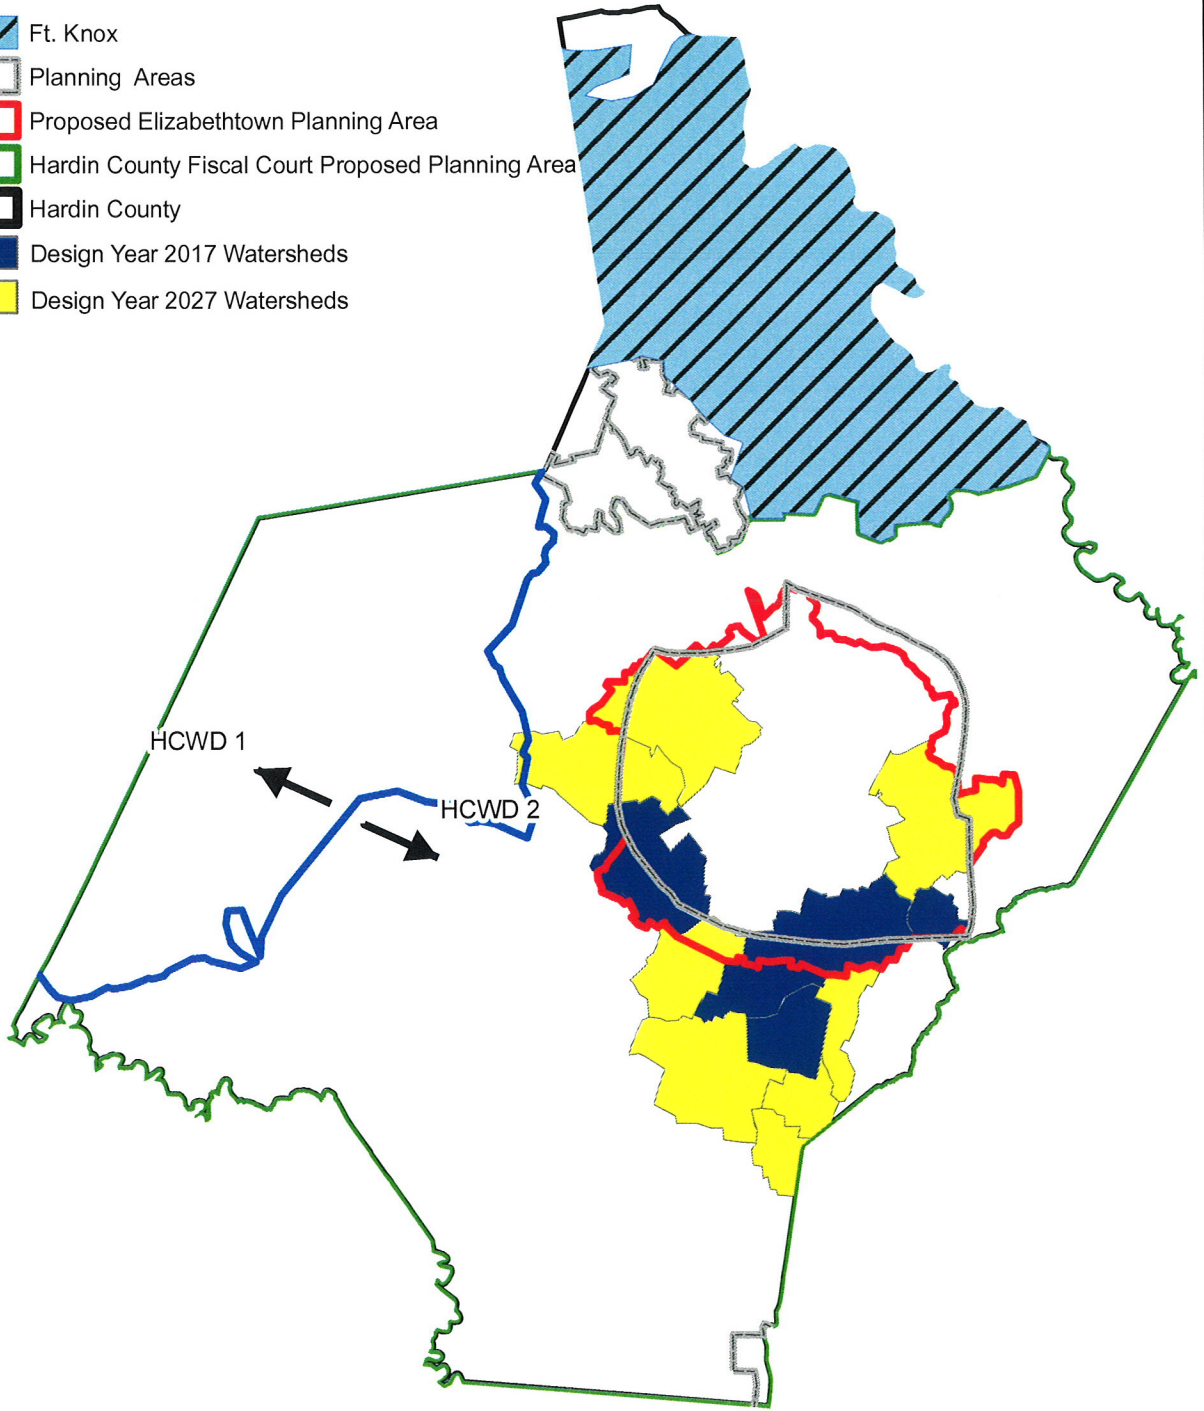 Ft. Knox
Planning Areas
Proposed Elizabethtown Planning Area
Hardin County Fiscal Court Proposed Planning Area
Hardin County
Design Year 2017 Watersheds
Design Year 2027 Watersheds
HCWD 1
HCWD 2